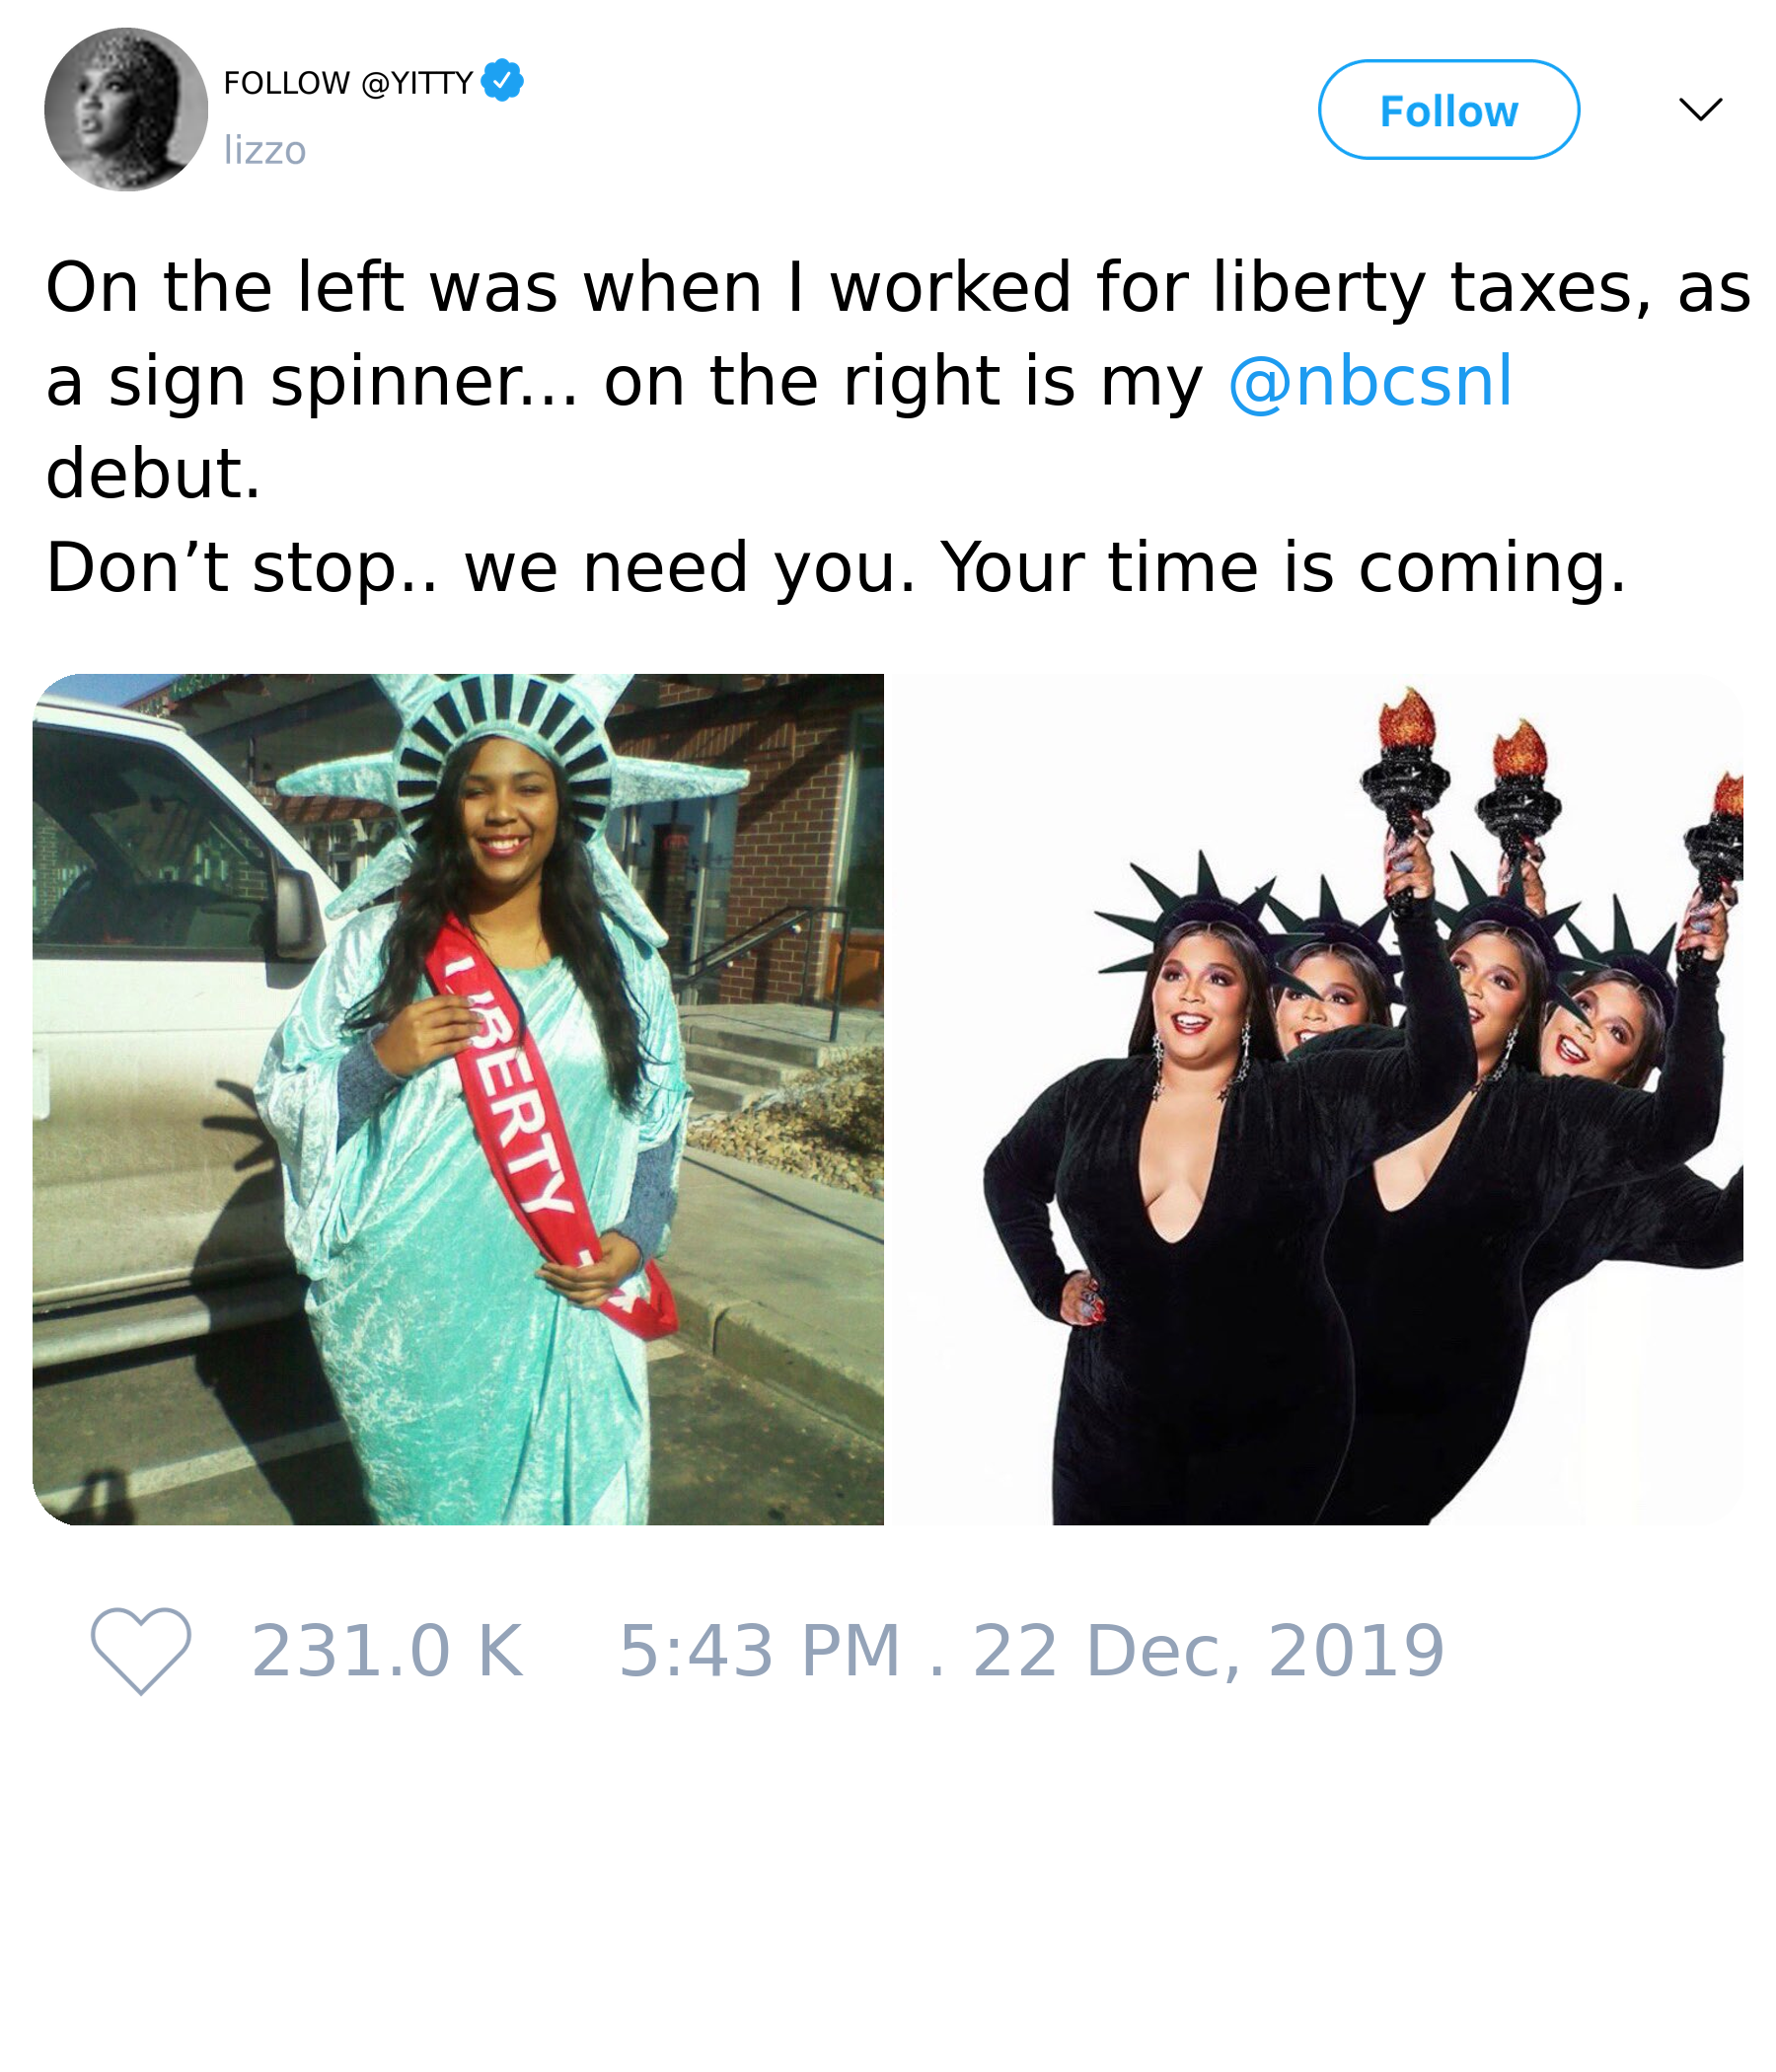 FOLLOW @YITTY
lizzo
Follow
On the left was when I worked for liberty taxes, as
a sign spinner... on the right is my @nbcsnl
debut.
Don’t stop.. we need you. Your time is coming.
LIBERTY
231.0 K 5:43 PM . 22 Dec, 2019